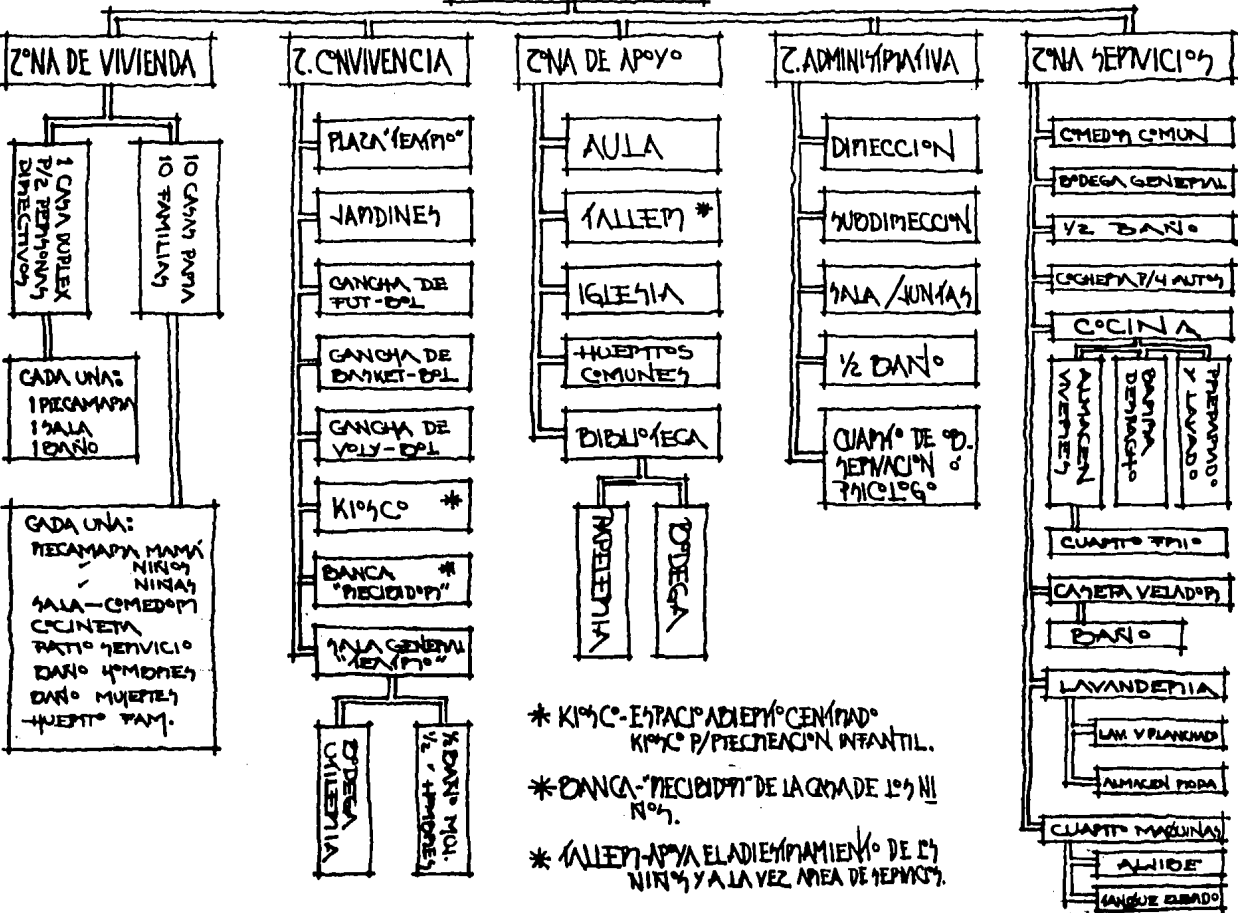 ZONA DE VIVIENDA
1 CASA DUPLEX
P/2 PERSONAS
DIRECTIVOS
10 CASAS PARA
10 FAMILIAS
CADA UNA:
1 RECAMARA
1 SALA
1 BAÑO
CADA UNA:
RECAMARA MAMÁ
" NIÑOS
" NIÑAS
SALA-COMEDOR
COCINETA
PATIO SERVICIO
BAÑO HOMBRES
BAÑO MUJERES
HUERTO FAM.
Z. CONVIVENCIA
PLAZA "TEATRO"
JARDINES
CANCHA DE
FUT-BOL
CANCHA DE
BASKET-BOL
CANCHA DE
VOLY-BOL
KIOSCO *
BANCA *
"RECIBIDOR"
SALA GENERAL
"TEATRO"
BODEGA
UTILERIA
½ BAÑO MUJ.
½ " HOMBRES
ZONA DE APOYO
AULA
TALLER *
IGLESIA
HUERTOS
COMUNES
BIBLIOTECA
PAPELERIA
BODEGA
Z. ADMINISTRATIVA
DIRECCION
SUBDIRECCION
SALA/JUNTAS
½ BAÑO
CUARTO DE OB-
SERVACION O
PSICOLOGO
ZONA SERVICIOS
COMEDOR COMUN
BODEGA GENERAL
1/2 BAÑO
COCHERA P/4 AUTOS
COCINA
ALMACEN
VIVERES
BARRA
DESAYUNO
PREPARADO
Y LAVADO
CUARTO FRIO
CASETA VELADOR
BAÑO
LAVANDERIA
LAV. Y PLANCHADO
ALMACEN ROPA
CUARTO MAQUINAS
ALJIBE
TANQUE ELEVADO
* KIOSCO-ESPACIO ABIERTO CENTRADO
KIOSCO P/RECREACION INFANTIL.
* BANCA-"RECIBIDOR" DE LA CASA DE LOS NI
ÑOS.
* TALLER-APOYA EL ADIESTRAMIENTO DE LOS
NIÑOS Y A LA VEZ AREA DE SERVICIOS.